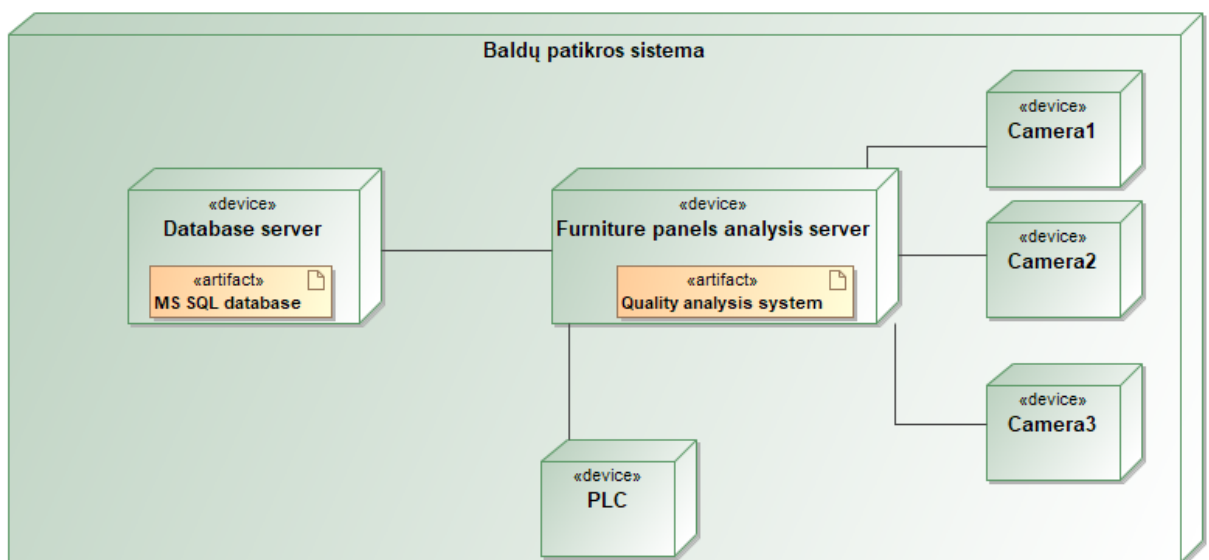 Baldų patikros sistema
«device»
Database server
«artifact»
MS SQL database
«device»
Furniture panels analysis server
«artifact»
Quality analysis system
«device»
Camera1
«device»
Camera2
«device»
Camera3
«device»
PLC